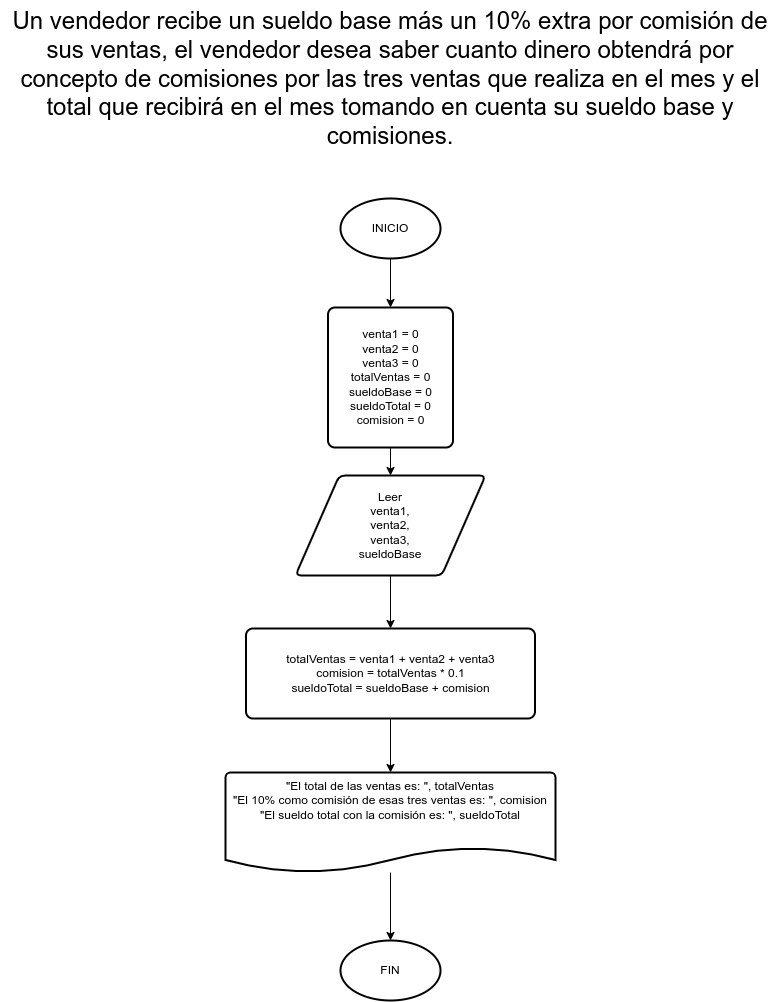 Un vendedor recibe un sueldo base más un 10% extra por comisión de
sus ventas, el vendedor desea saber cuanto dinero obtendrá por
concepto de comisiones por las tres ventas que realiza en el mes y el
total que recibirá en el mes tomando en cuenta su sueldo base y
comisiones.
INICIO
venta1 = 0
venta2 = 0
venta3 = 0
totalVentas = 0
sueldoBase = 0
sueldoTotal = 0
comision = 0
Leer
venta1,
venta2,
venta3,
sueldoBase
totalVentas = venta1 + venta2 + venta3
comision = totalVentas * 0.1
sueldoTotal = sueldoBase + comision
"El total de las ventas es: ", totalVentas
"El 10% como comisión de esas tres ventas es: ", comision
"El sueldo total con la comisión es: ", sueldoTotal
FIN